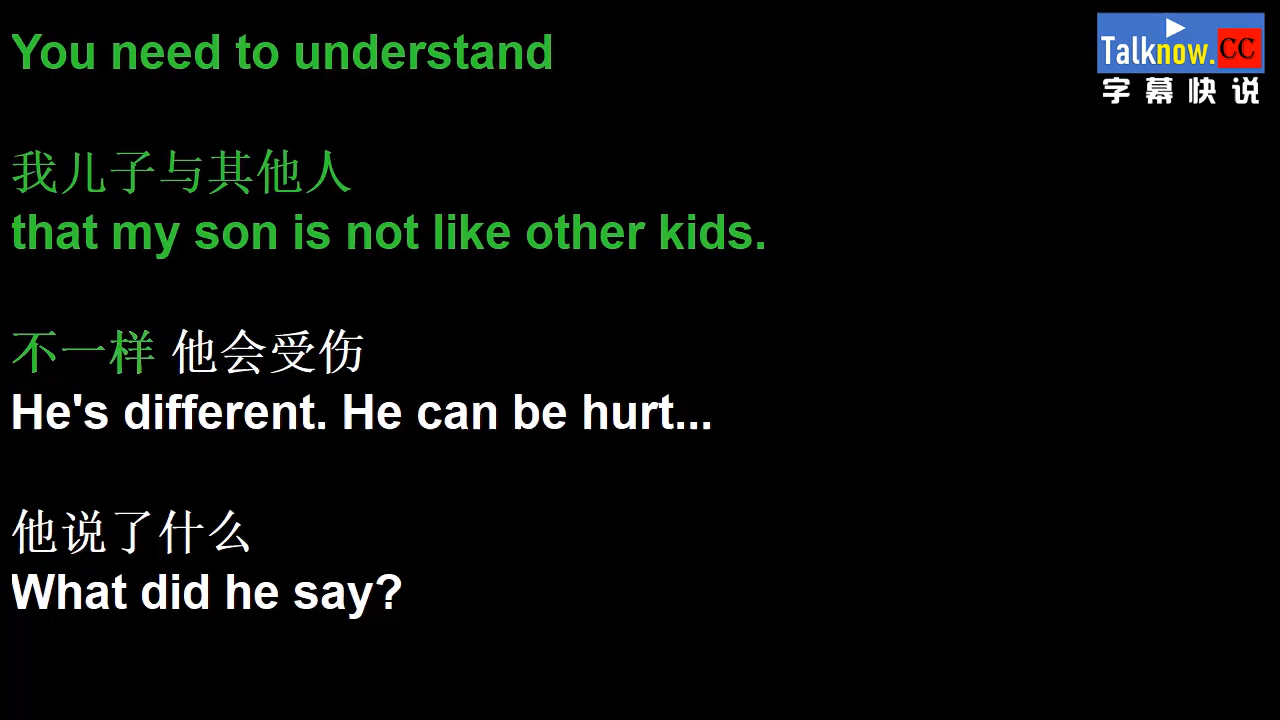 You need to understand
Talknow.CC
字幕快说
我儿子与其他人
that my son is not like other kids.
不一样 他会受伤
He's different. He can be hurt...
他说了什么
What did he say?